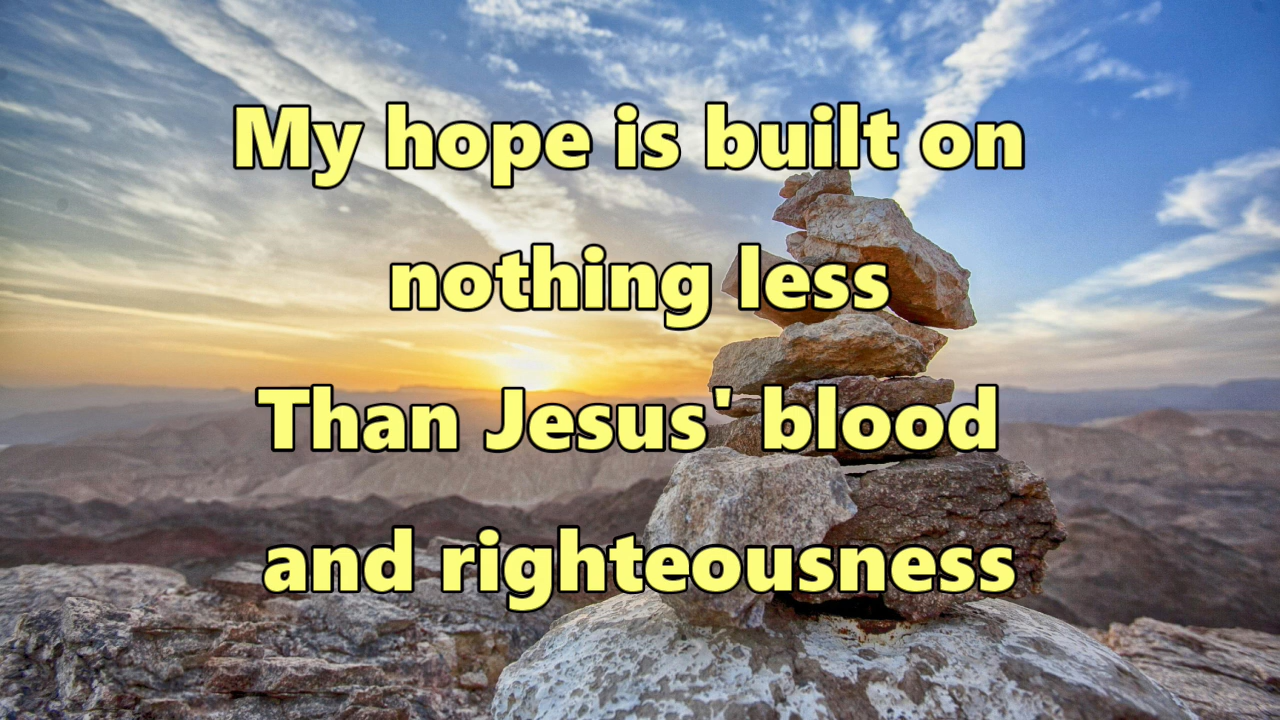 My hope is built on
nothing less
Than Jesus' blood
and righteousness